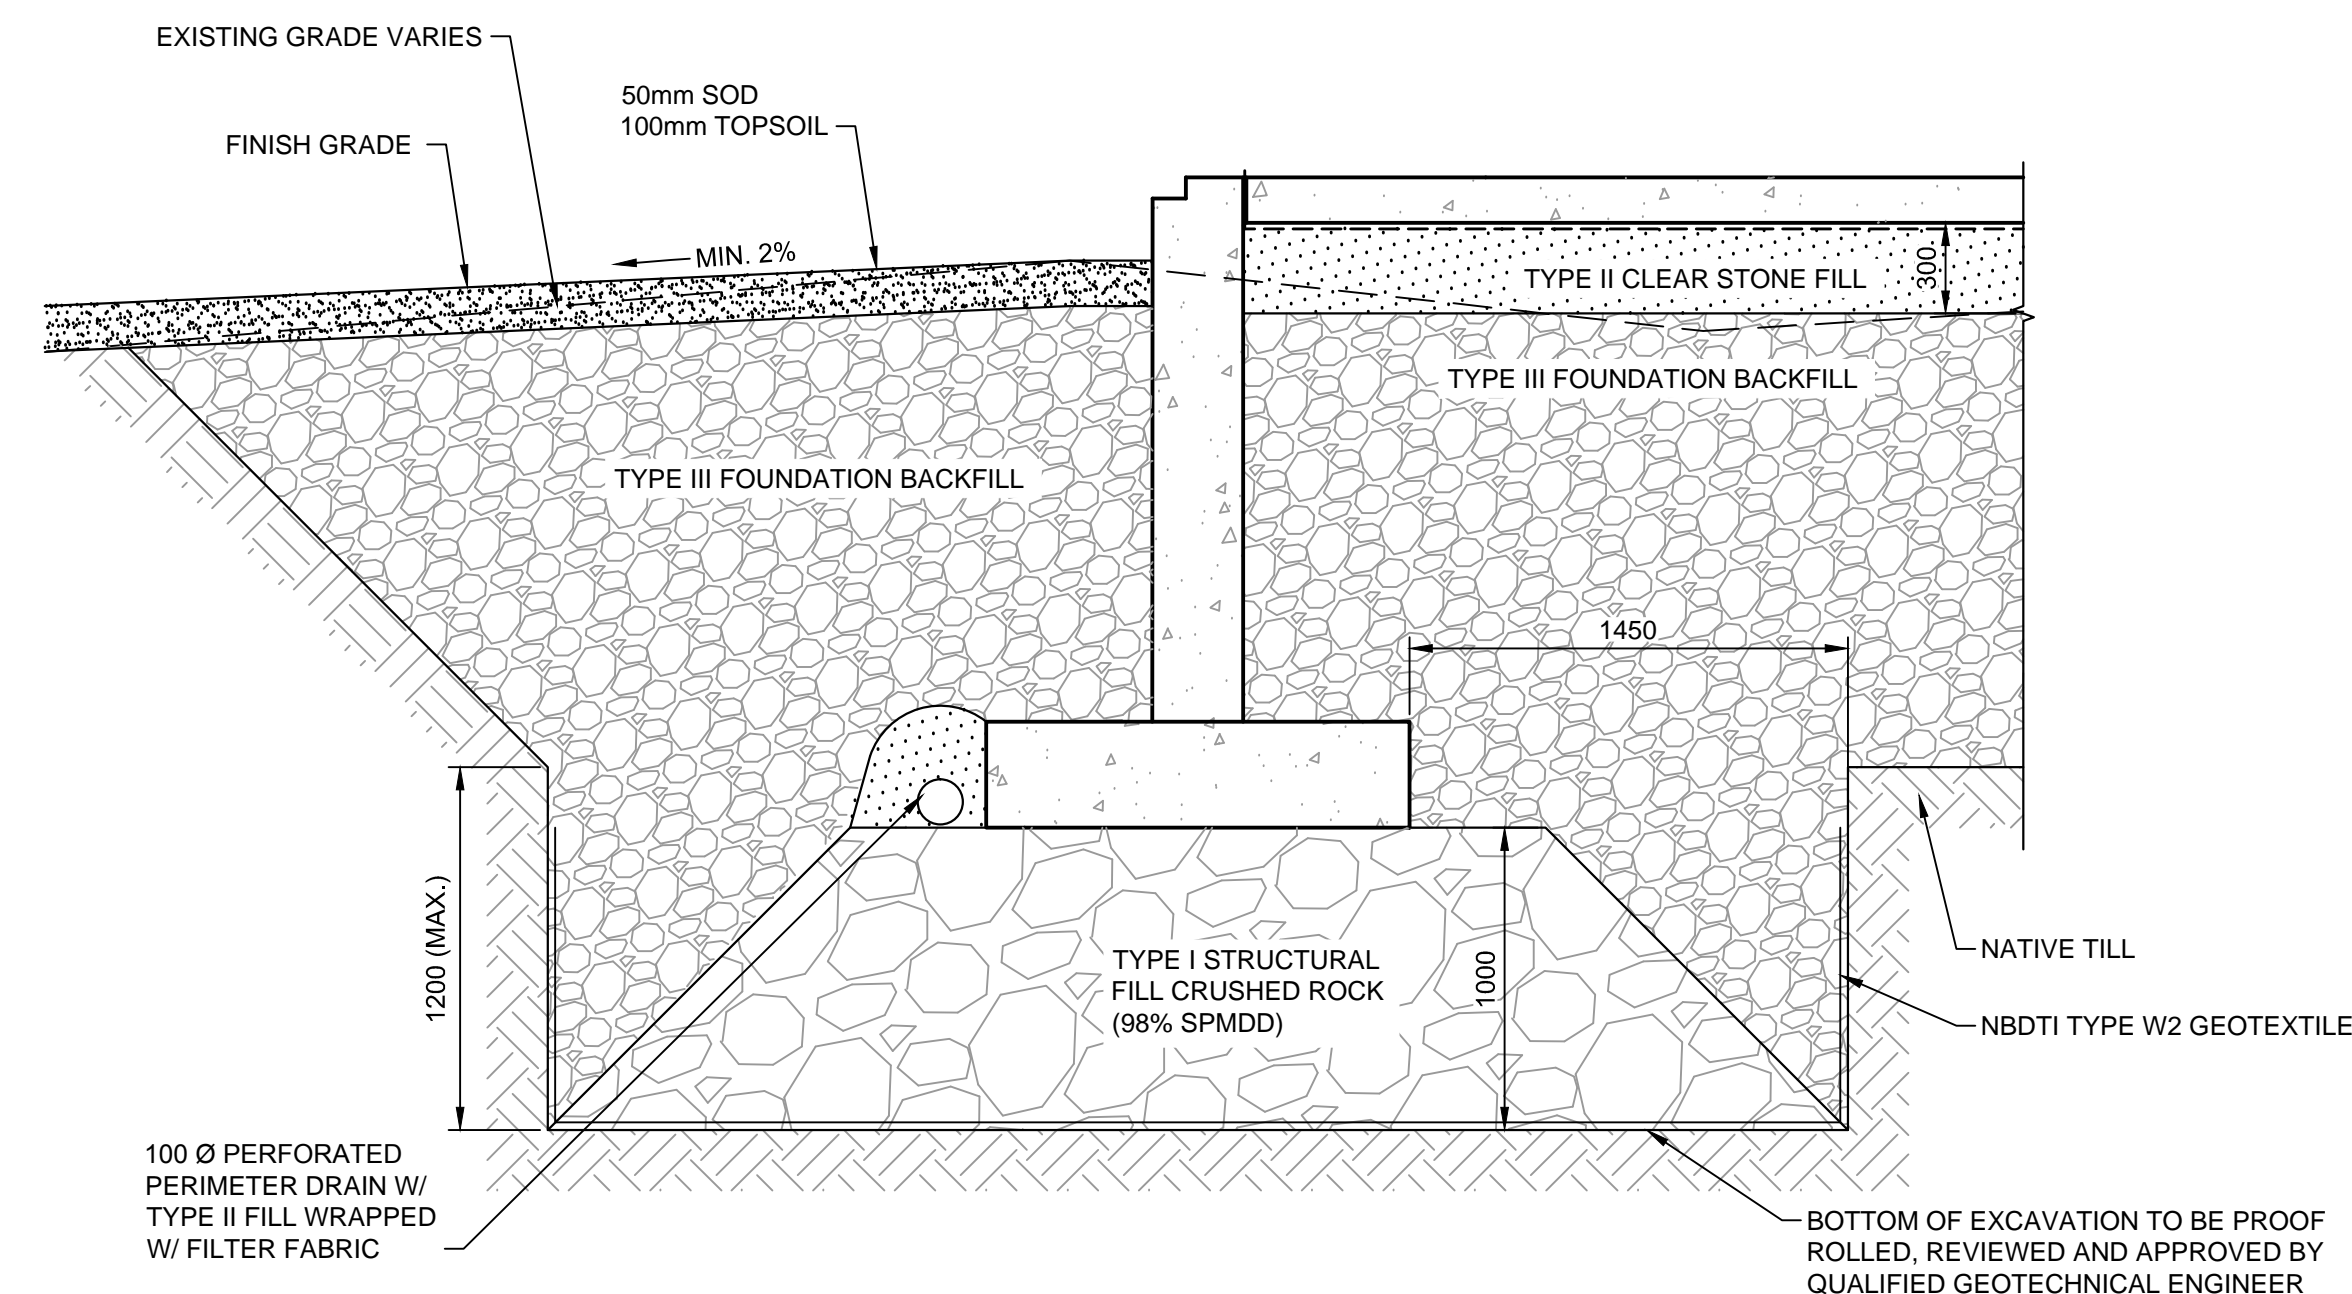 EXISTING GRADE VARIES
50mm SOD
100mm TOPSOIL
FINISH GRADE
MIN. 2%
TYPE II CLEAR STONE FILL
300
TYPE III FOUNDATION BACKFILL
TYPE III FOUNDATION BACKFILL
1450
1200 (MAX.)
TYPE I STRUCTURAL
FILL CRUSHED ROCK
(98% SPMDD)
1000
NATIVE TILL
NBDTI TYPE W2 GEOTEXTILE
100 Ø PERFORATED
PERIMETER DRAIN W/
TYPE II FILL WRAPPED
W/ FILTER FABRIC
BOTTOM OF EXCAVATION TO BE PROOF
ROLLED, REVIEWED AND APPROVED BY
QUALIFIED GEOTECHNICAL ENGINEER